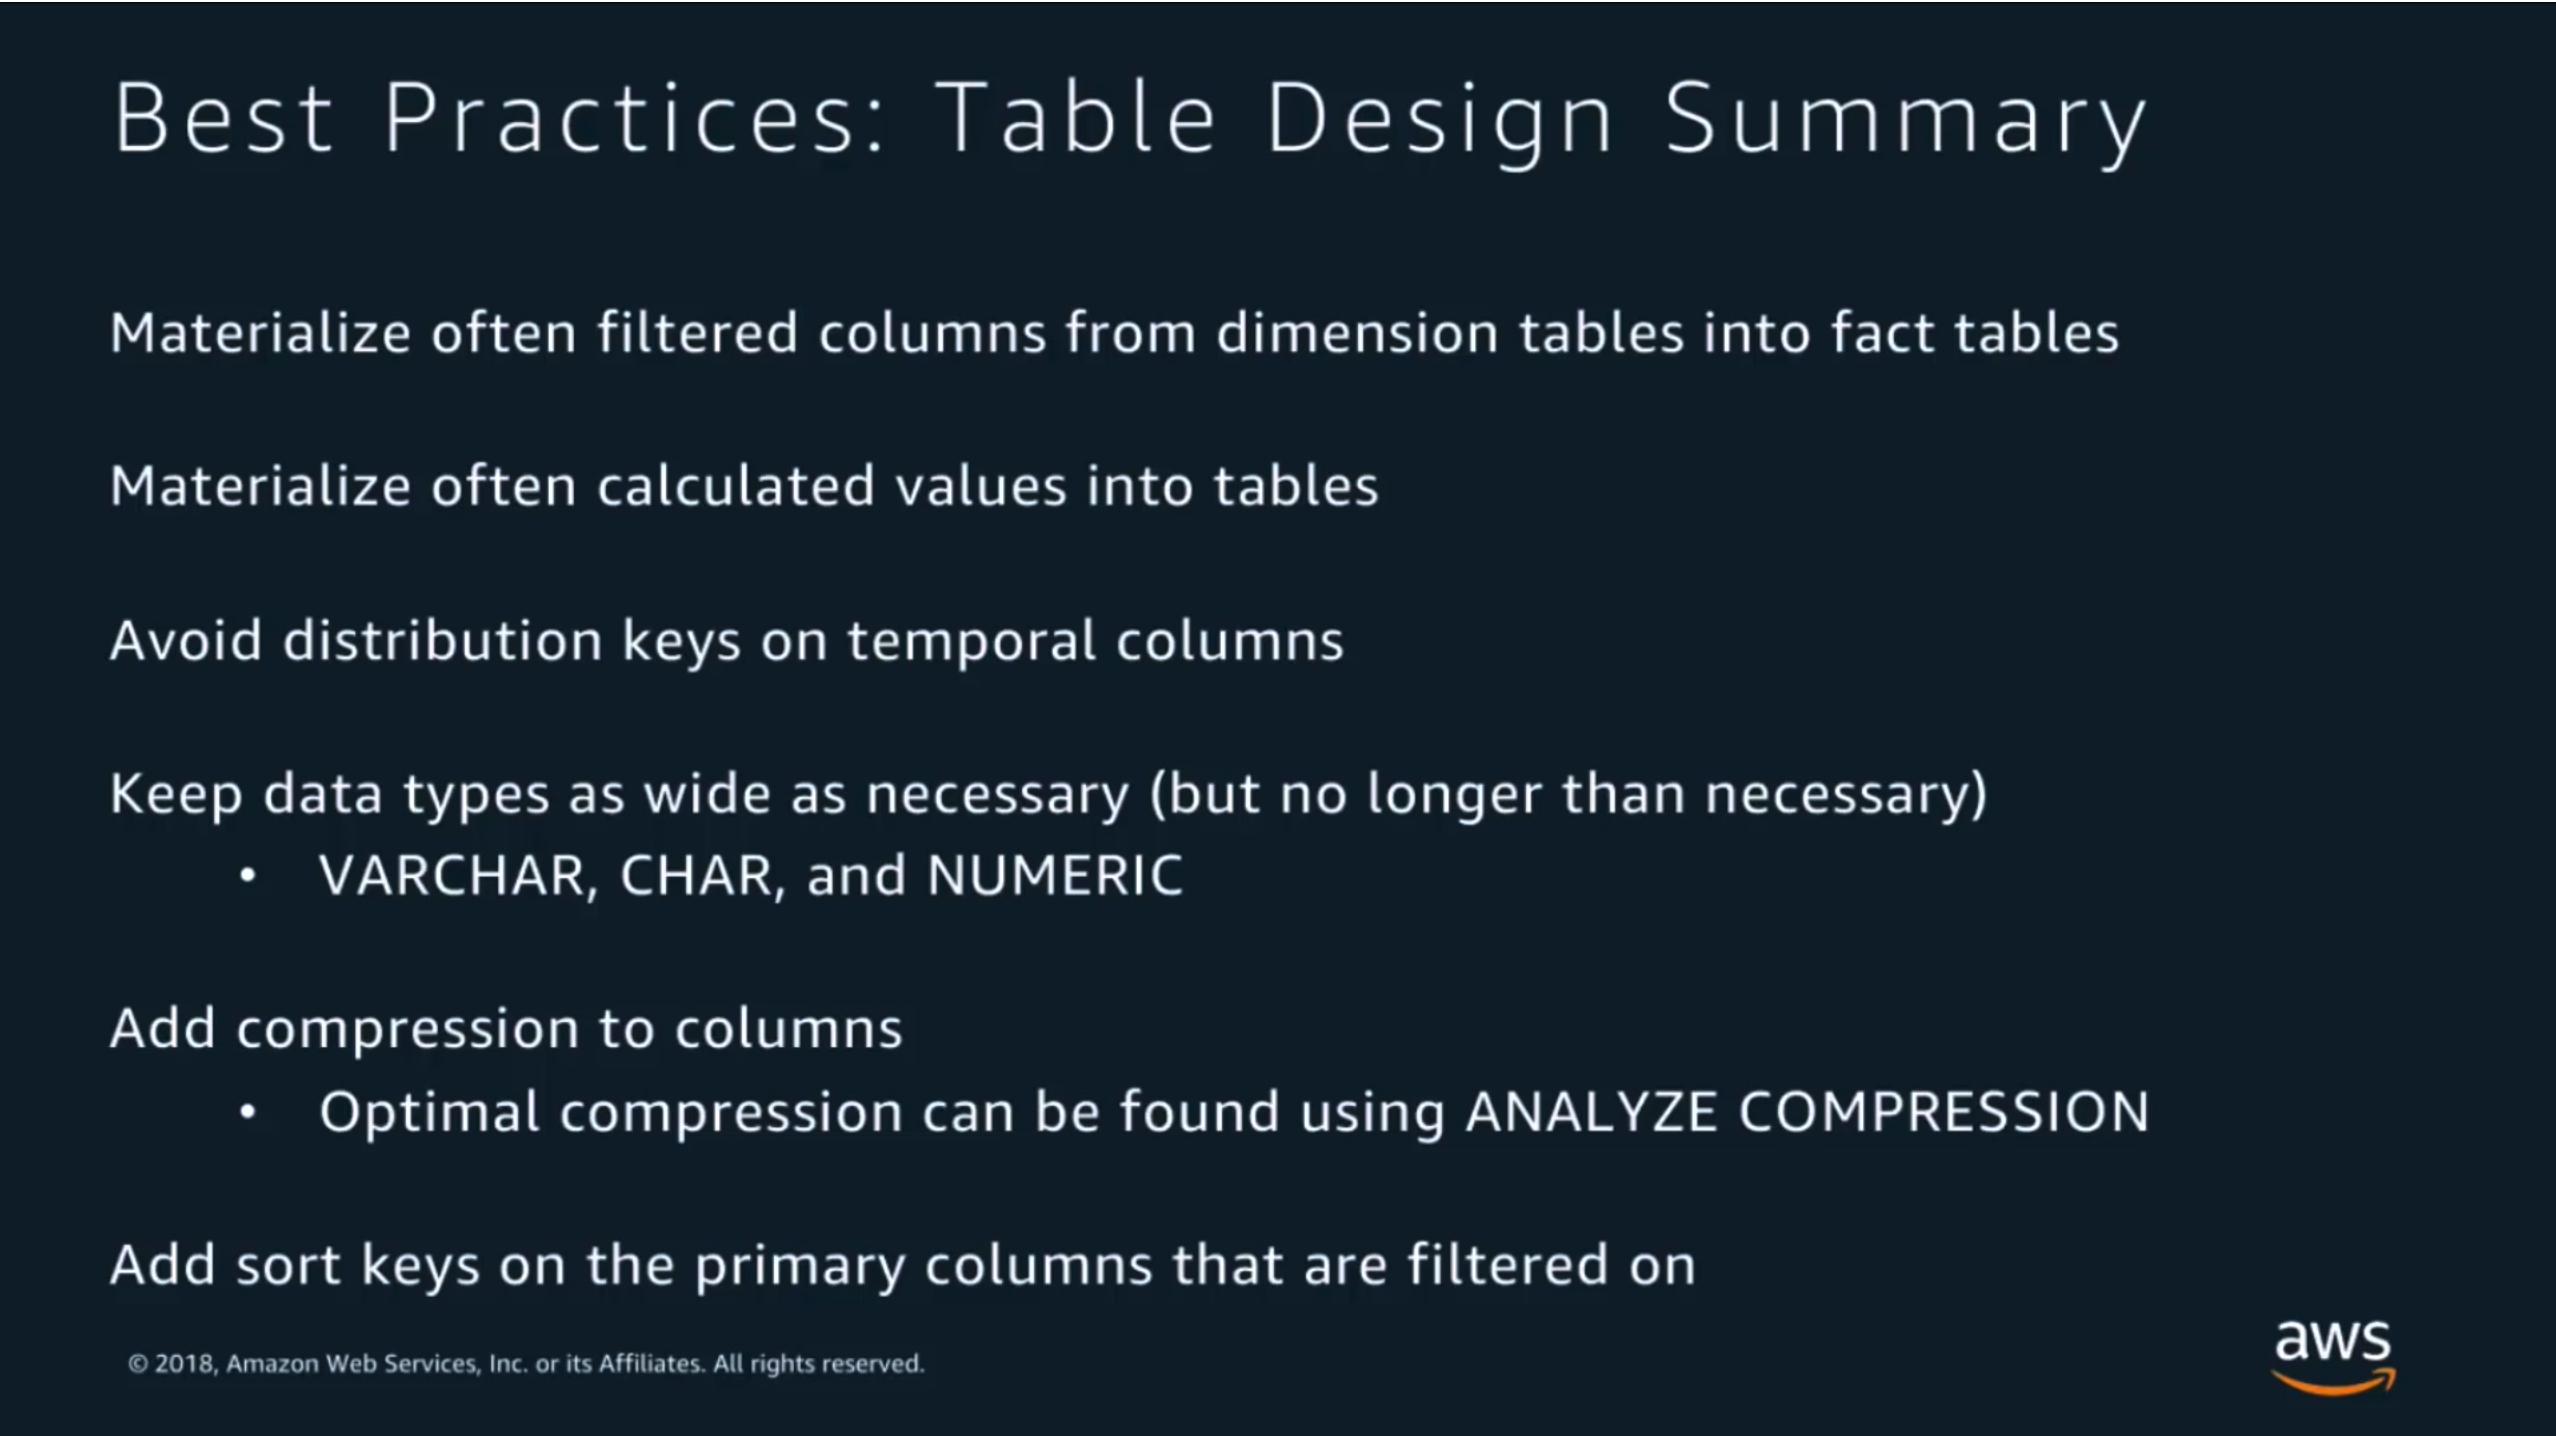 Best Practices: Table Design Summary
Materialize often filtered columns from dimension tables into fact tables
Materialize often calculated values into tables
Avoid distribution keys on temporal columns
Keep data types as wide as necessary (but no longer than necessary)
• VARCHAR, CHAR, and NUMERIC
Add compression to columns
• Optimal compression can be found using ANALYZE COMPRESSION
Add sort keys on the primary columns that are filtered on
© 2018, Amazon Web Services, Inc. or its Affiliates. All rights reserved.
aws